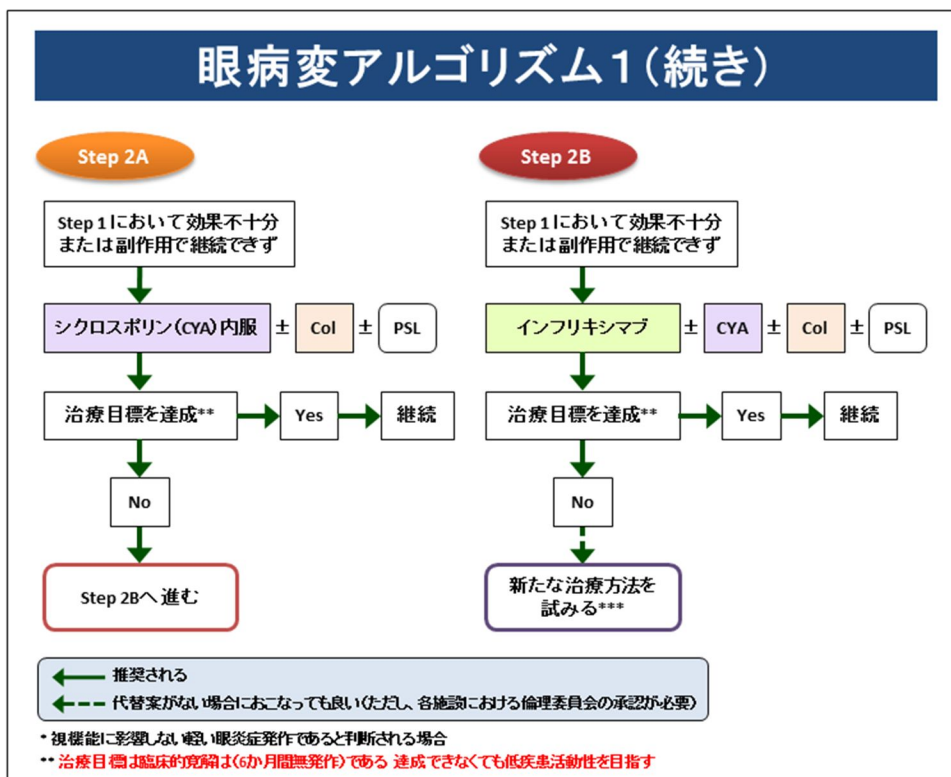 眼病変アルゴリズム１（続き）
Step 2A
Step 1において効果不十分
または副作用で継続できず
シクロスポリン（CYA）内服 ± Col ± PSL
治療目標を達成** Yes 継続
No
Step 2Bへ進む
Step 2B
Step 1において効果不十分
または副作用で継続できず
インフリキシマブ ± CYA ± Col ± PSL
治療目標を達成** Yes 継続
No
新たな治療方法を
試みる***
推奨される
代替案がない場合におこなっても良い（ただし、各施設における倫理委員会の承認が必要）
* 視機能に影響しない軽い眼炎症発作であると判断される場合
** 治療目標は臨床的寛解は（6か月間無発作）である 達成できなくても低疾患活動性を目指す